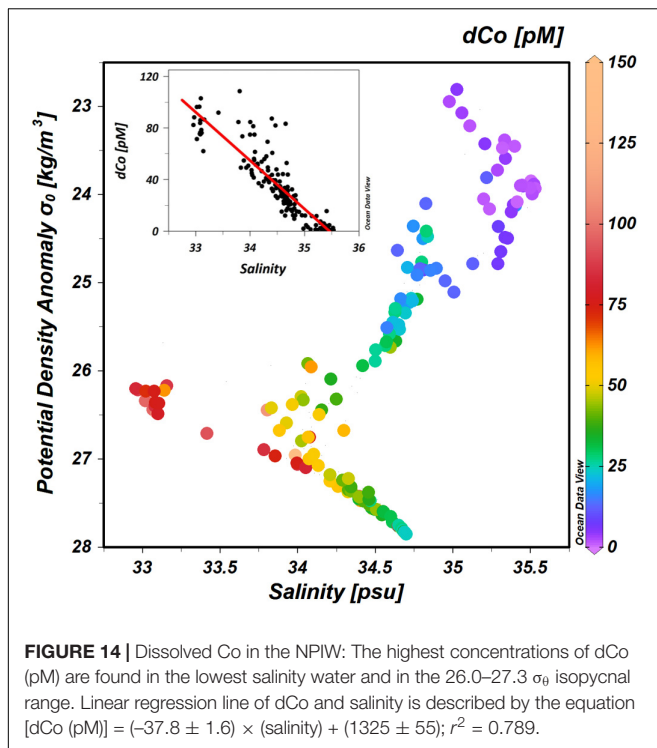 dCo [pM]
150
125
100
75
50
25
0
Ocean Data View
120
80
40
0
dCo [pM]
33 34 35 36
Salinity
Ocean Data View
23
24
25
26
27
28
Potential Density Anomaly σ0 [kg/m3]
33 33.5 34 34.5 35 35.5
Salinity [psu]
FIGURE 14 | Dissolved Co in the NPIW: The highest concentrations of dCo
(pM) are found in the lowest salinity water and in the 26.0–27.3 σθ isopycnal
range. Linear regression line of dCo and salinity is described by the equation
[dCo (pM)] = (–37.8 ± 1.6) × (salinity) + (1325 ± 55); r2 = 0.789.